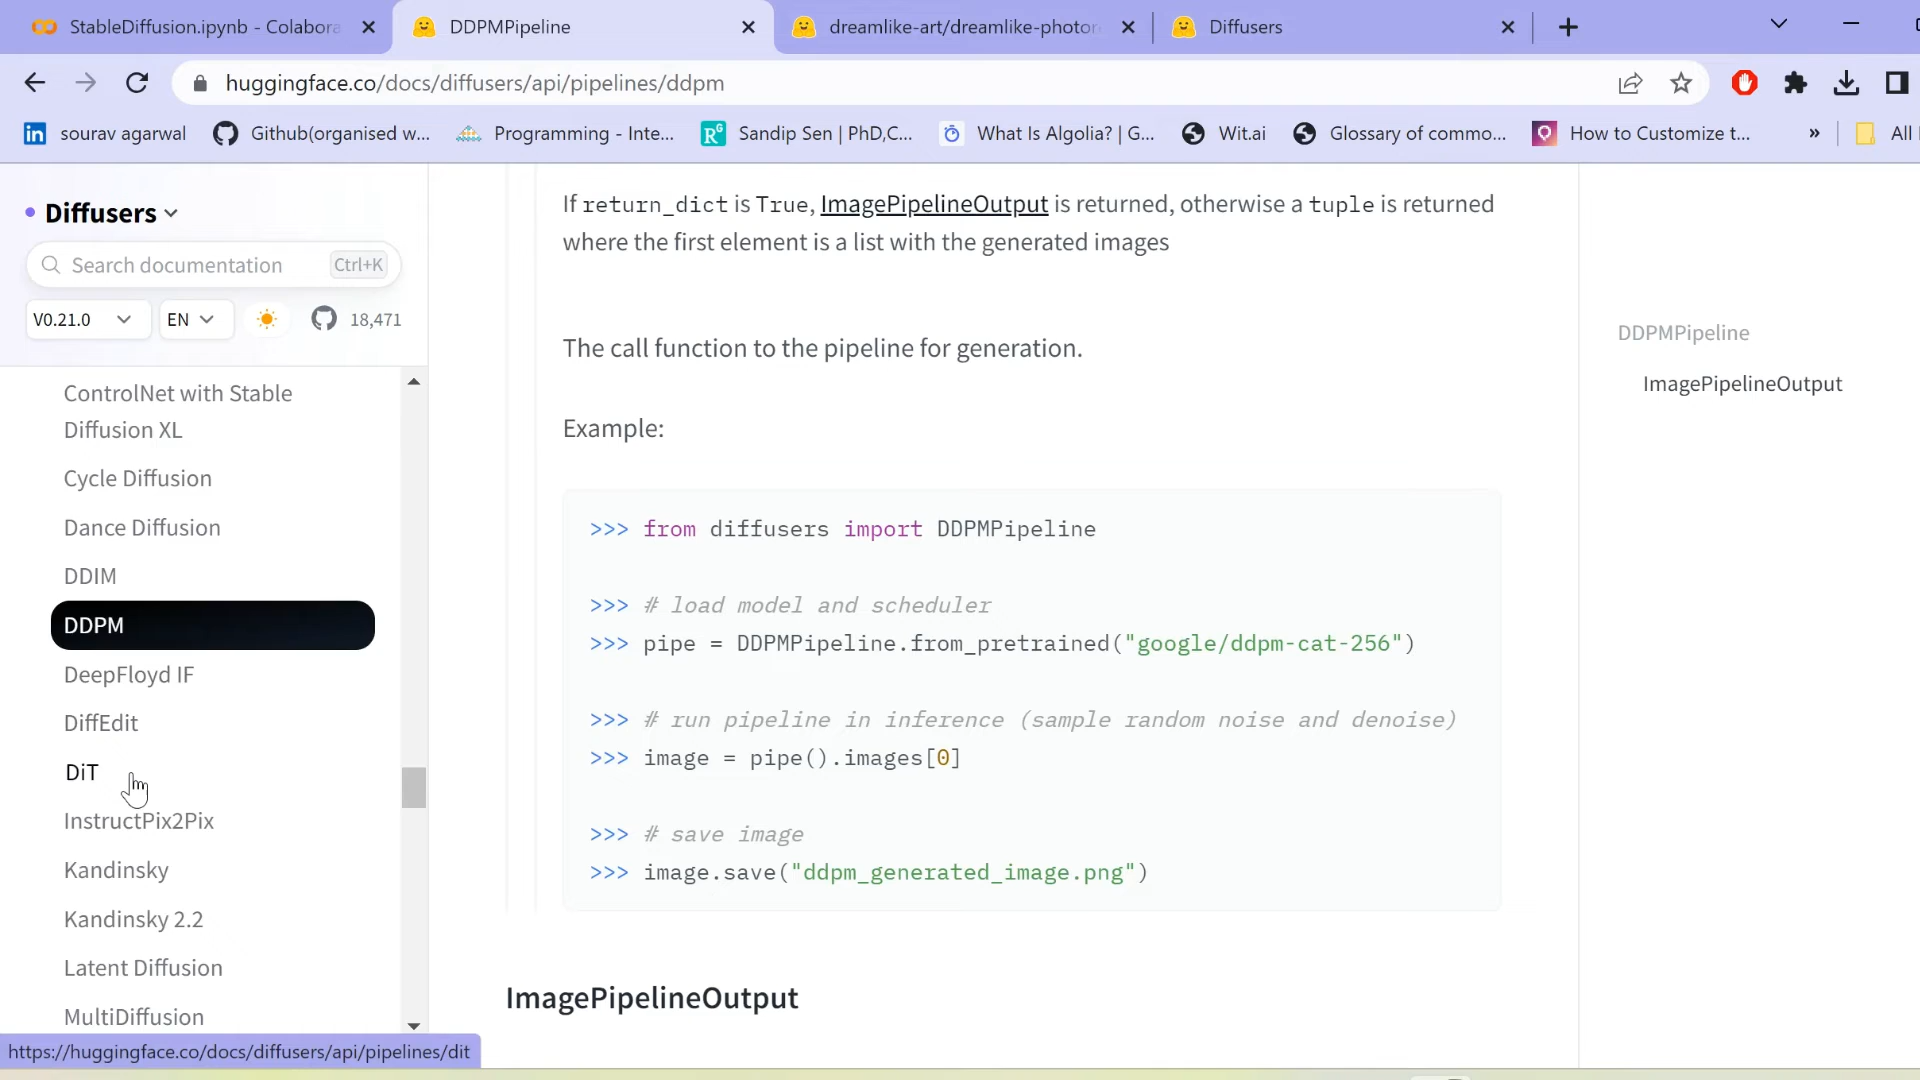 StableDiffusion.ipynb - Colabora
DDPMPipeline
dreamlike-art/dreamlike-photor
Diffusers
huggingface.co/docs/diffusers/api/pipelines/ddpm
sourav agarwal
Github(organised w...
Programming - Inte...
Sandip Sen | PhD,C...
What Is Algolia? | G...
Wit.ai
Glossary of commo...
How to Customize t...
»
All
Diffusers
Search documentation Ctrl+K
V0.21.0 EN 18,471
ControlNet with Stable
Diffusion XL
Cycle Diffusion
Dance Diffusion
DDIM
DDPM
DeepFloyd IF
DiffEdit
DiT
InstructPix2Pix
Kandinsky
Kandinsky 2.2
Latent Diffusion
MultiDiffusion
https://huggingface.co/docs/diffusers/api/pipelines/dit
If return_dict is True, ImagePipelineOutput is returned, otherwise a tuple is returned
where the first element is a list with the generated images
The call function to the pipeline for generation.
Example:
>>> from diffusers import DDPMPipeline
>>> # load model and scheduler
>>> pipe = DDPMPipeline.from_pretrained("google/ddpm-cat-256")
>>> # run pipeline in inference (sample random noise and denoise)
>>> image = pipe().images[0]
>>> # save image
>>> image.save("ddpm_generated_image.png")
ImagePipelineOutput
DDPMPipeline
ImagePipelineOutput